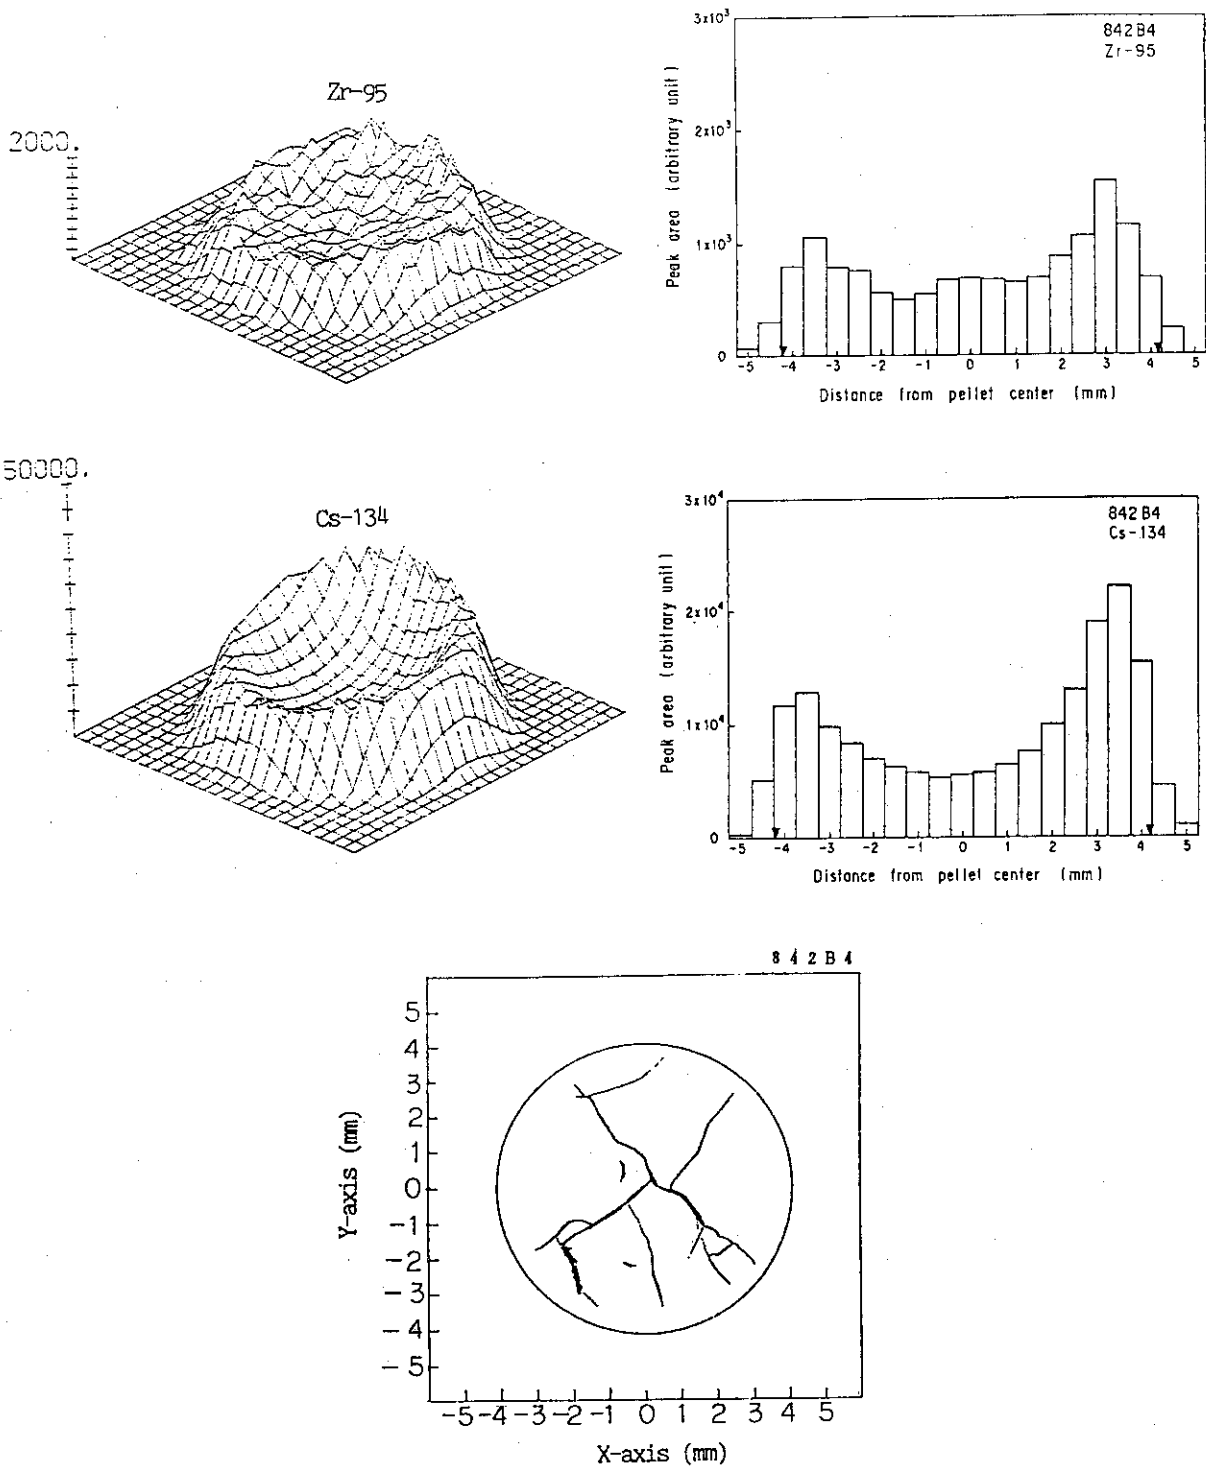 Zr-95
2000.
3x10³
842B4
Zr-95
2x10³
1x10³
0
Peak area (arbitrary unit)
-5 -4 -3 -2 -1 0 1 2 3 4 5
Distance from pellet center (mm)
50000.
Cs-134
3x10⁴
842B4
Cs-134
2x10⁴
1x10⁴
0
Peak area (arbitrary unit)
-5 -4 -3 -2 -1 0 1 2 3 4 5
Distance from pellet center (mm)
842B4
5
4
3
2
1
0
-1
-2
-3
-4
-5
Y-axis (mm)
-5 -4 -3 -2 -1 0 1 2 3 4 5
X-axis (mm)